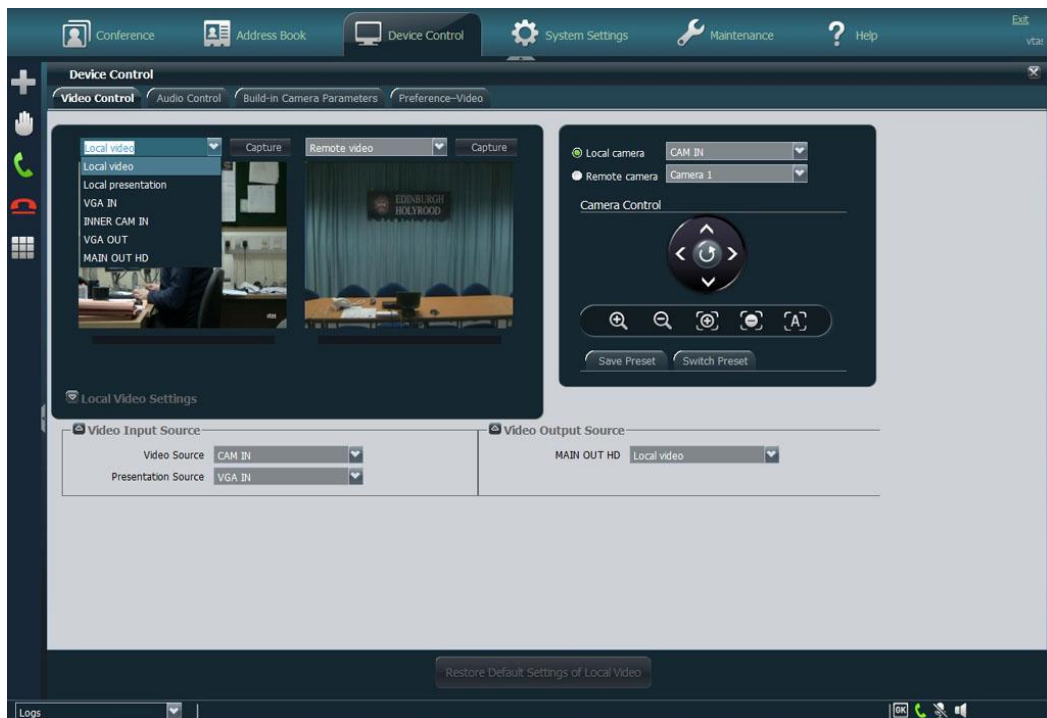 Exit
Conference Address Book Device Control System Settings Maintenance ? Help
Device Control
Video Control Audio Control Build-in Camera Parameters Preference-Video
Local video Capture Remote video Capture
Local video
Local presentation
VGA IN
INNER CAM IN
VGA OUT
MAIN OUT HD
EDINBURGH
HOLYROOD
Local camera CAM IN
Remote camera Camera 1
Camera Control
[A]
Save Preset Switch Preset
Local Video Settings
Video Input Source
Video Source CAM IN
Presentation Source VGA IN
Video Output Source
MAIN OUT HD Local video
Restore Default Settings of Local Video
Logs OK